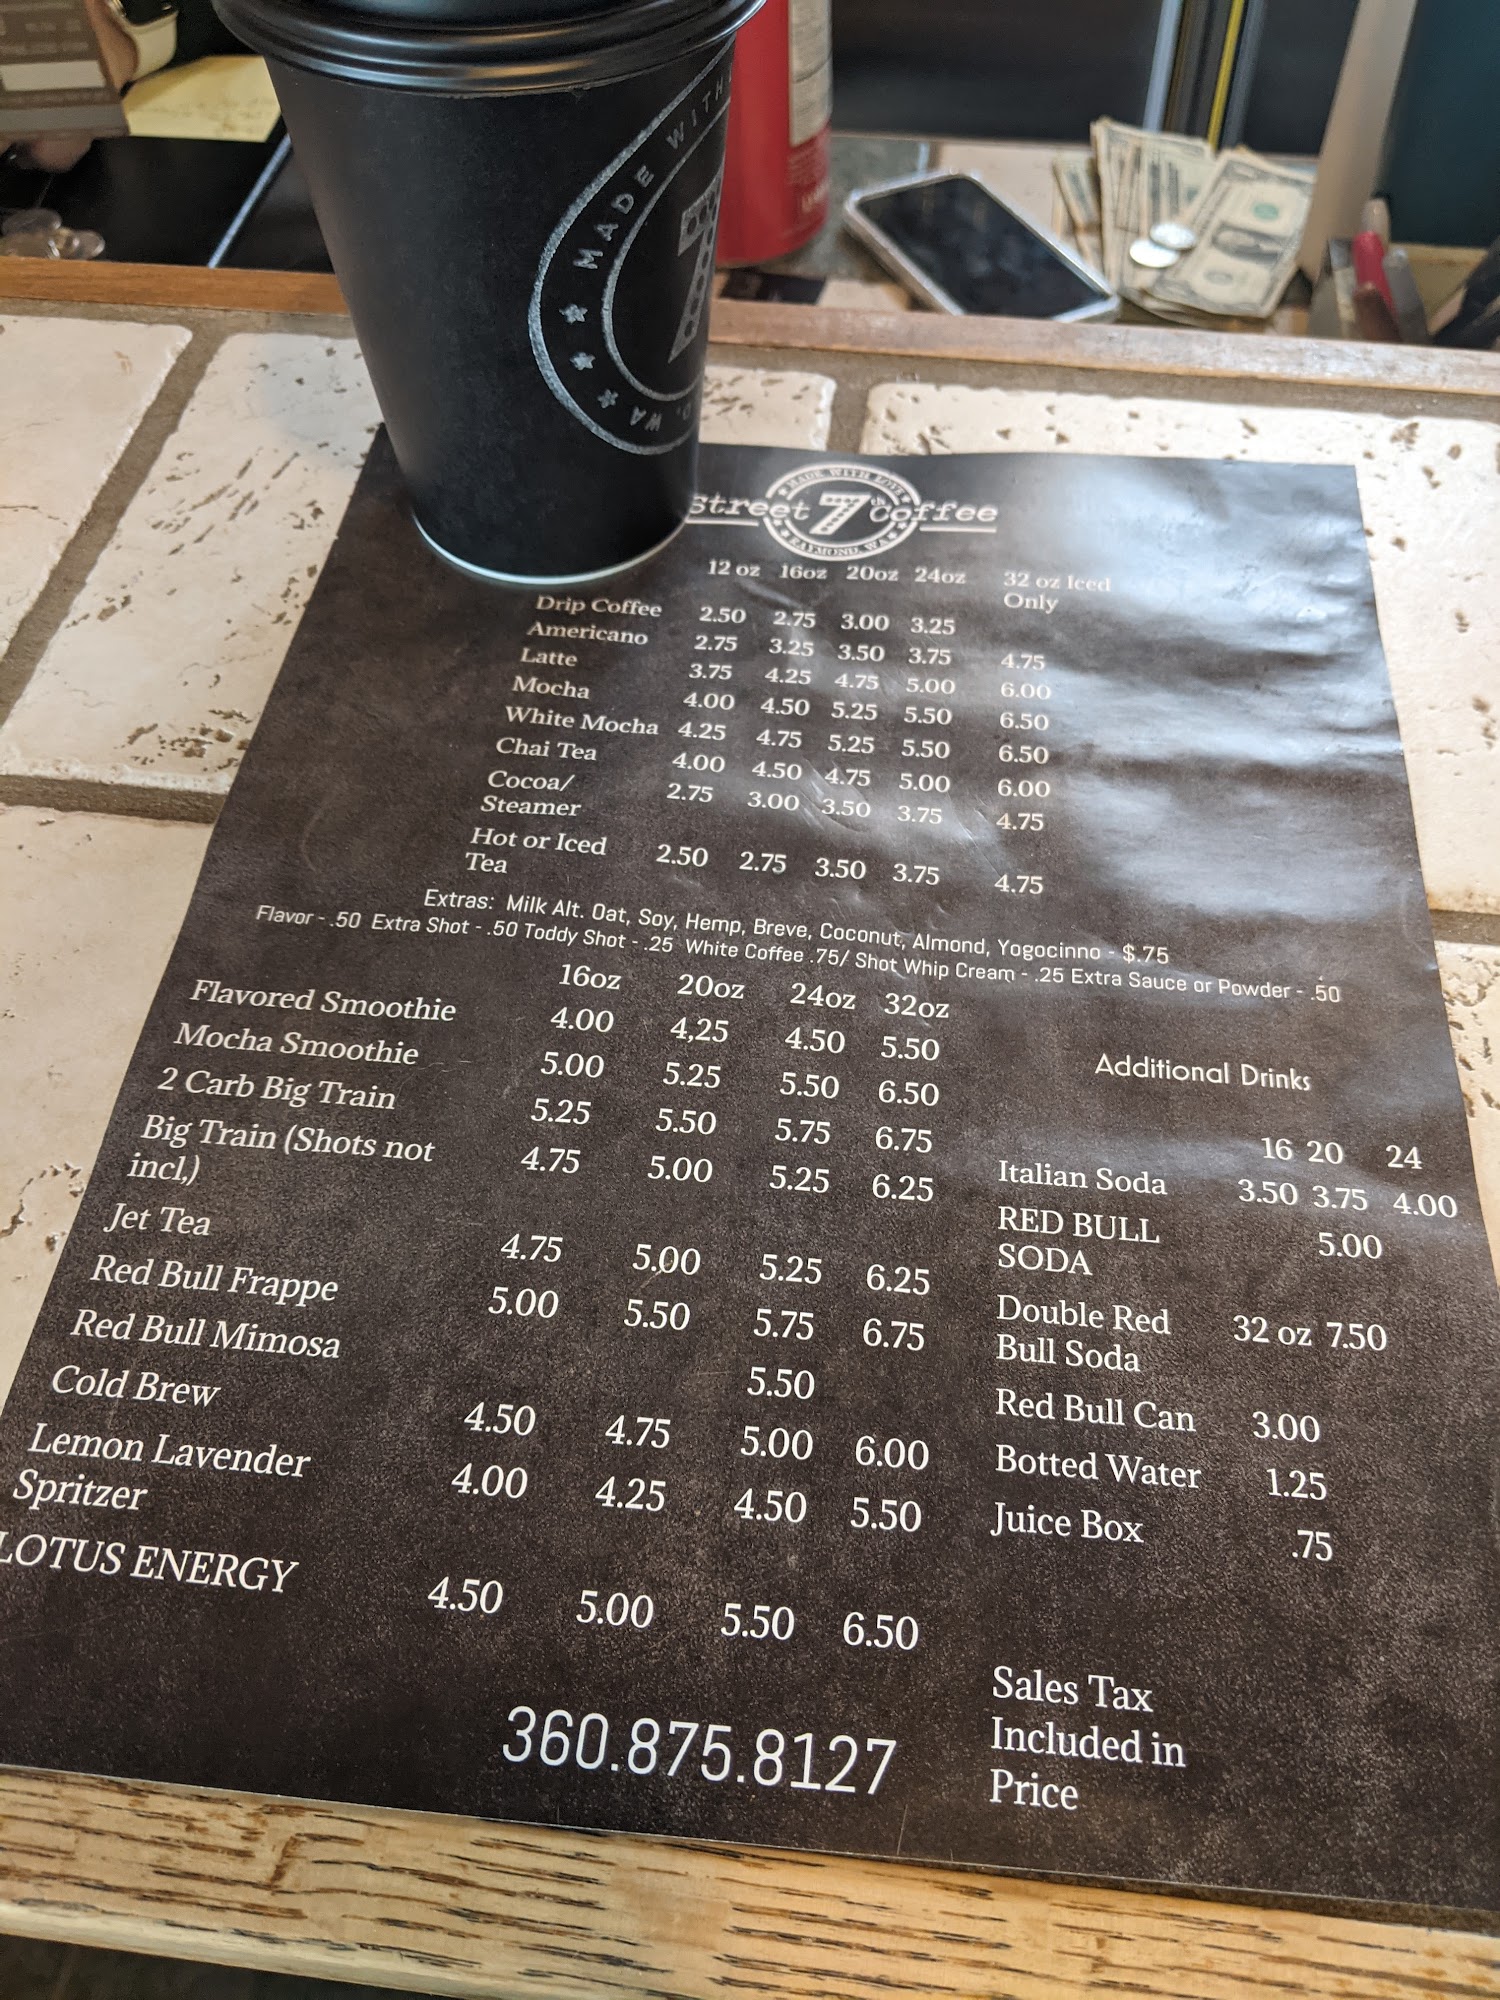 MADE WITH
7
D, WA
MADE WITH LOVE
Street 7th Coffee
RAYMOND, WA
12 oz 16oz 20oz 24oz 32 oz Iced
Only
Drip Coffee 2.50 2.75 3.00 3.25
Americano 2.75 3.25 3.50 3.75 4.75
Latte 3.75 4.25 4.75 5.00 6.00
Mocha 4.00 4.50 5.25 5.50 6.50
White Mocha 4.25 4.75 5.25 5.50 6.50
Chai Tea 4.00 4.50 4.75 5.00 6.00
Cocoa/
Steamer 2.75 3.00 3.50 3.75 4.75
Hot or Iced
Tea 2.50 2.75 3.50 3.75 4.75
Extras: Milk Alt. Oat, Soy, Hemp, Breve, Coconut, Almond, Yogocinno - $.75
Flavor - .50 Extra Shot - .50 Toddy Shot - .25 White Coffee .75/ Shot Whip Cream - .25 Extra Sauce or Powder - .50
16oz 20oz 24oz 32oz
Flavored Smoothie 4.00 4,25 4.50 5.50
Mocha Smoothie 5.00 5.25 5.50 6.50
2 Carb Big Train 5.25 5.50 5.75 6.75
Big Train (Shots not
incl,) 4.75 5.00 5.25 6.25
Jet Tea 4.75 5.00 5.25 6.25
Red Bull Frappe 5.00 5.50 5.75 6.75
Red Bull Mimosa 5.50
Cold Brew 4.50 4.75 5.00 6.00
Lemon Lavender
Spritzer 4.00 4.25 4.50 5.50
LOTUS ENERGY 4.50 5.00 5.50 6.50
Additional Drinks
16 20 24
Italian Soda 3.50 3.75 4.00
RED BULL
SODA 5.00
Double Red
Bull Soda 32 oz 7.50
Red Bull Can 3.00
Botted Water 1.25
Juice Box .75
360.875.8127
Sales Tax
Included in
Price